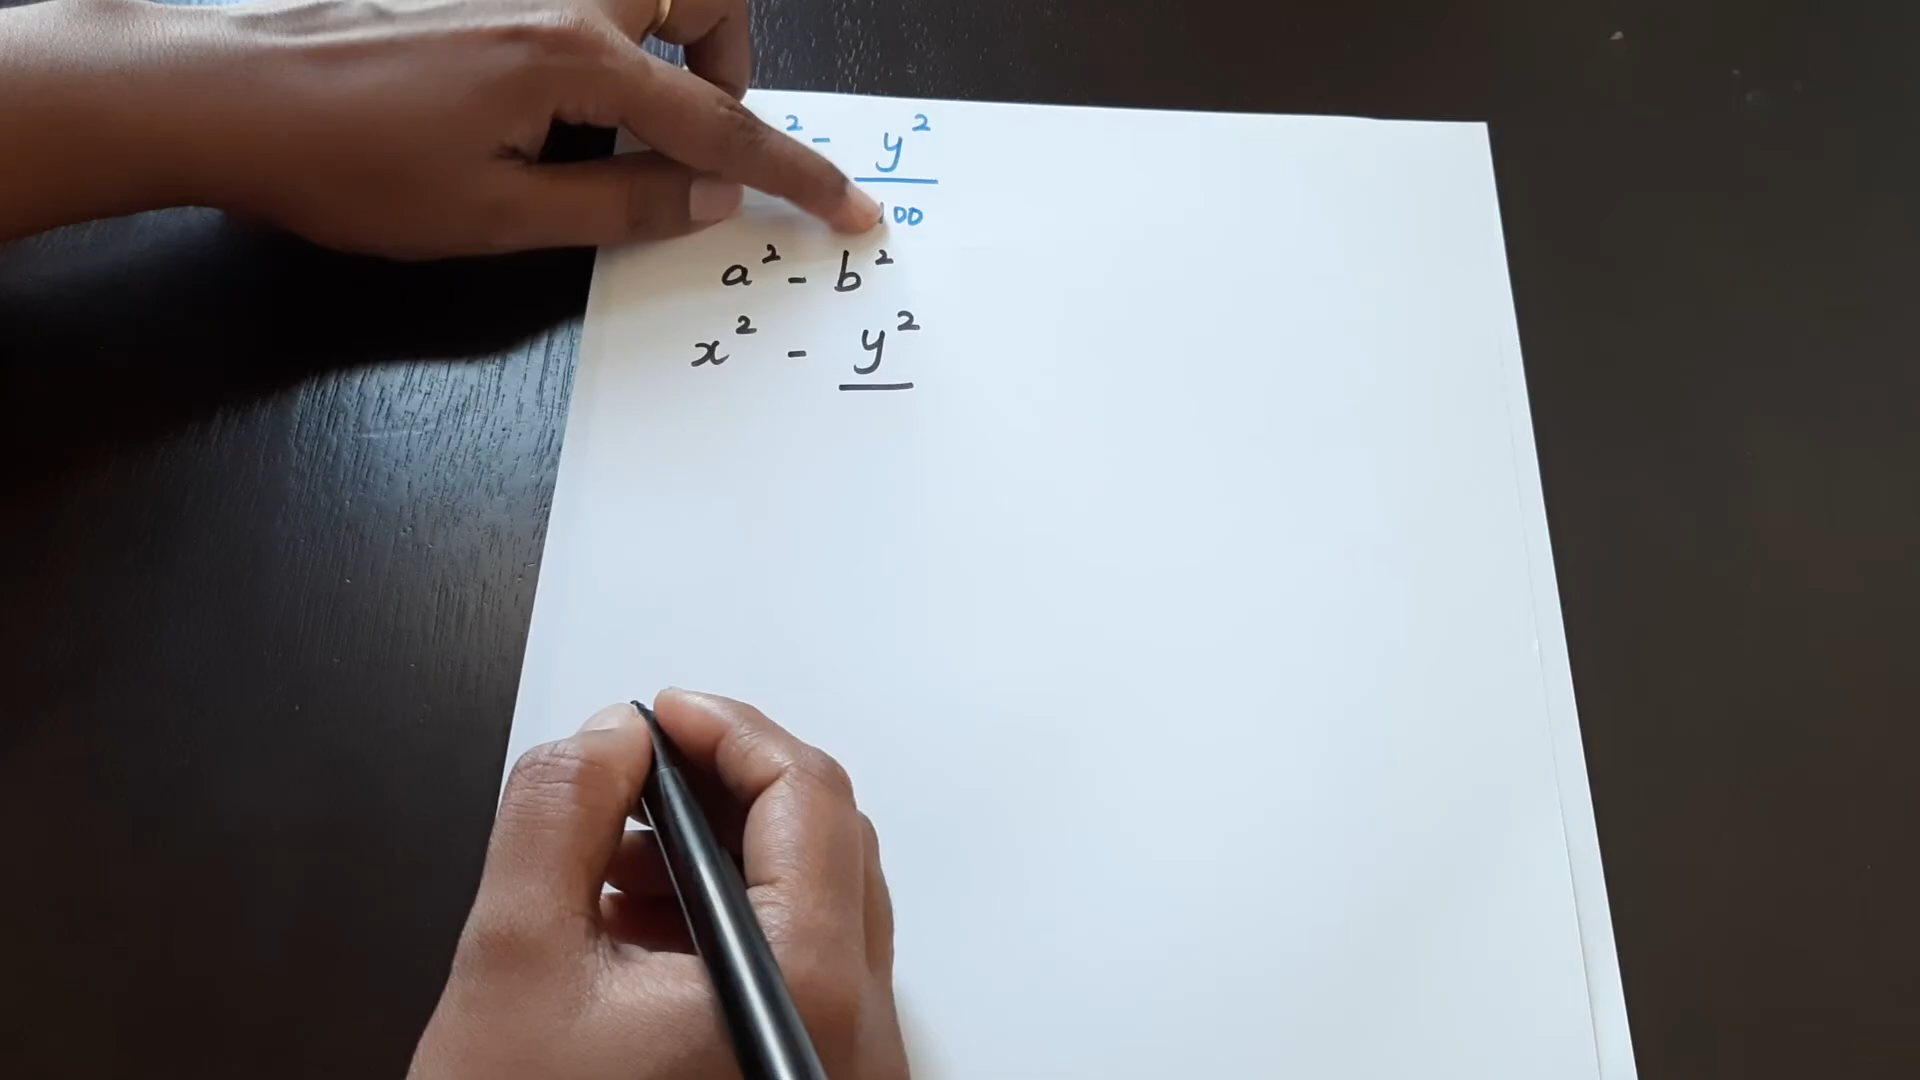 ² - y²/100
a² - b²
x² - y²